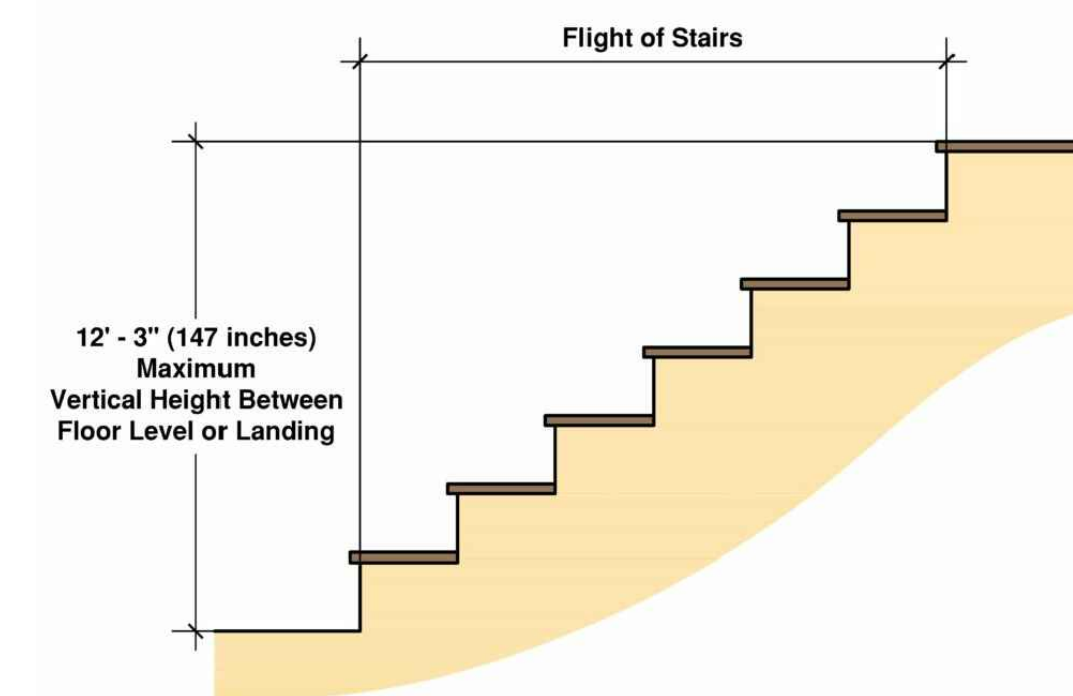 Flight of Stairs
12' - 3" (147 inches)
Maximum
Vertical Height Between
Floor Level or Landing